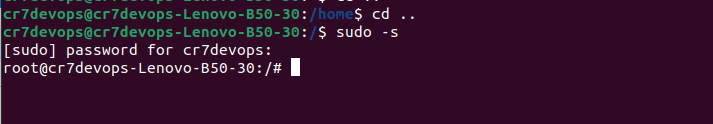 cr7devops@cr7devops-Lenovo-B50-30:/home$ cd ..
cr7devops@cr7devops-Lenovo-B50-30:/$ sudo -s
[sudo] password for cr7devops:
root@cr7devops-Lenovo-B50-30:/#